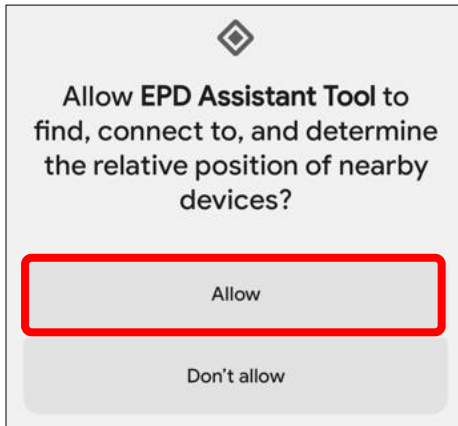 Allow EPD Assistant Tool to
find, connect to, and determine
the relative position of nearby
devices?
Allow
Don't allow